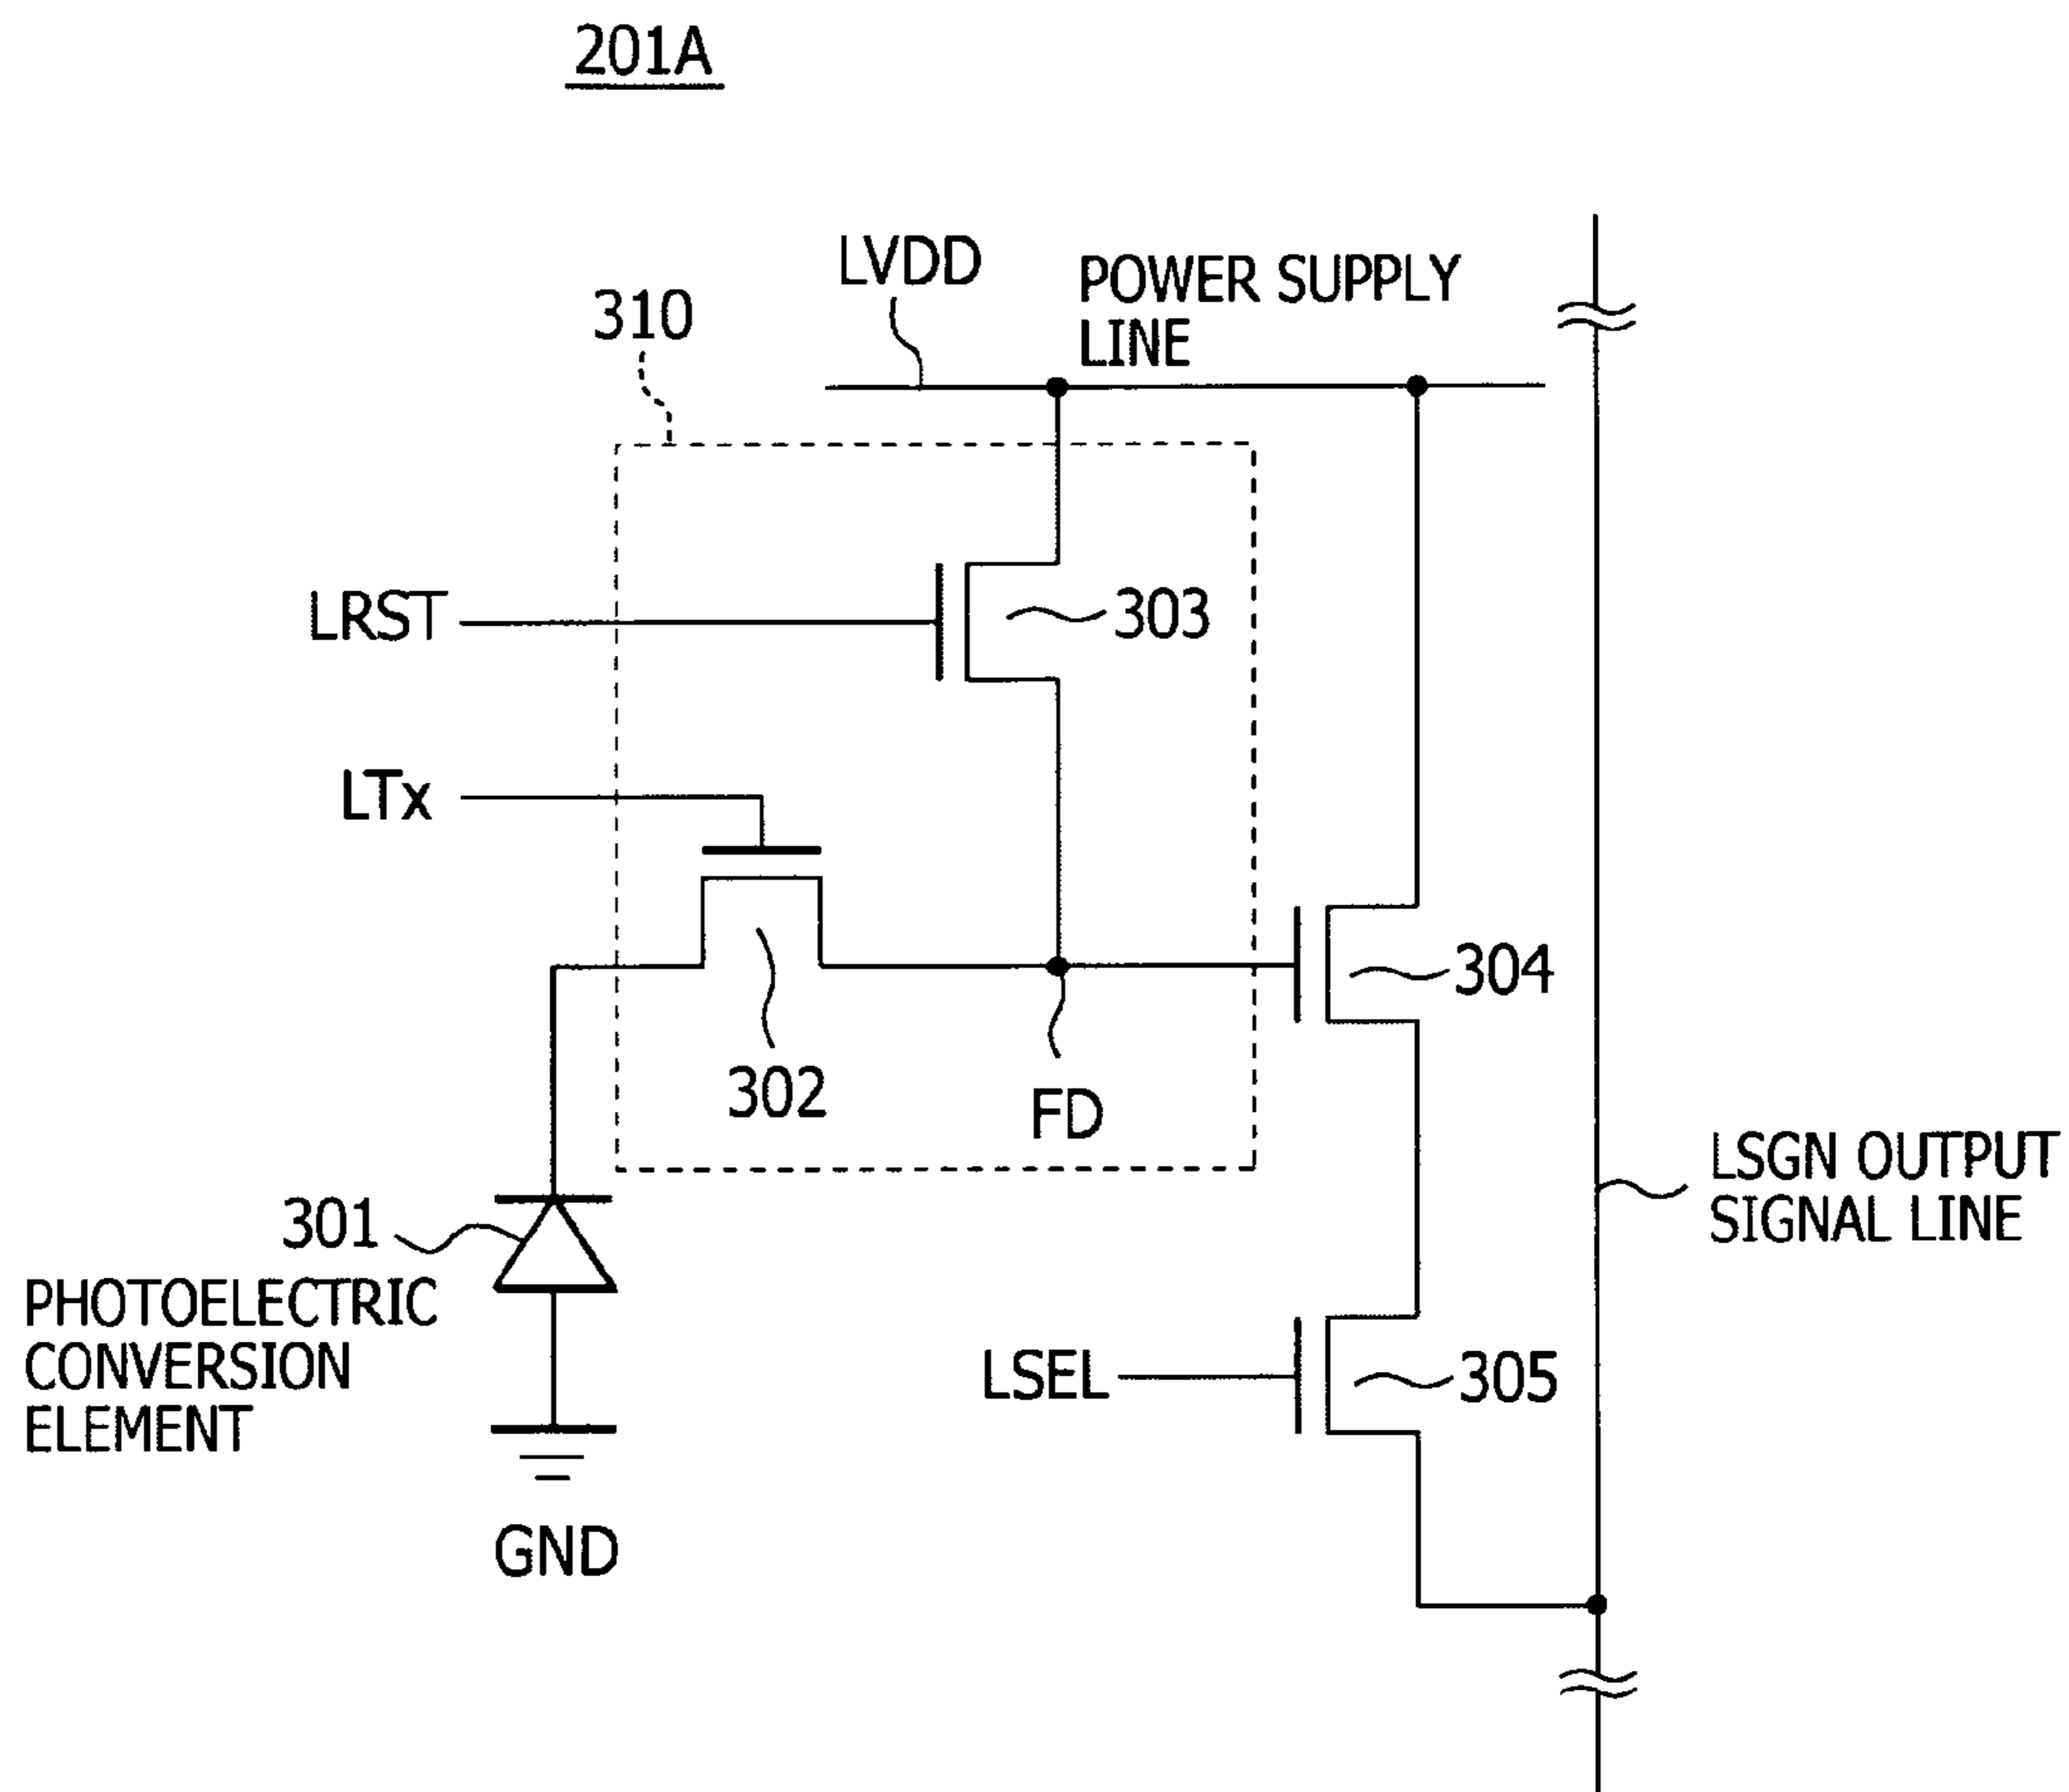 201A
LVDD
POWER SUPPLY
LINE
310
LRST
303
LTx
304
302
FD
LSGN OUTPUT
SIGNAL LINE
301
PHOTOELECTRIC
CONVERSION
ELEMENT
LSEL
305
GND